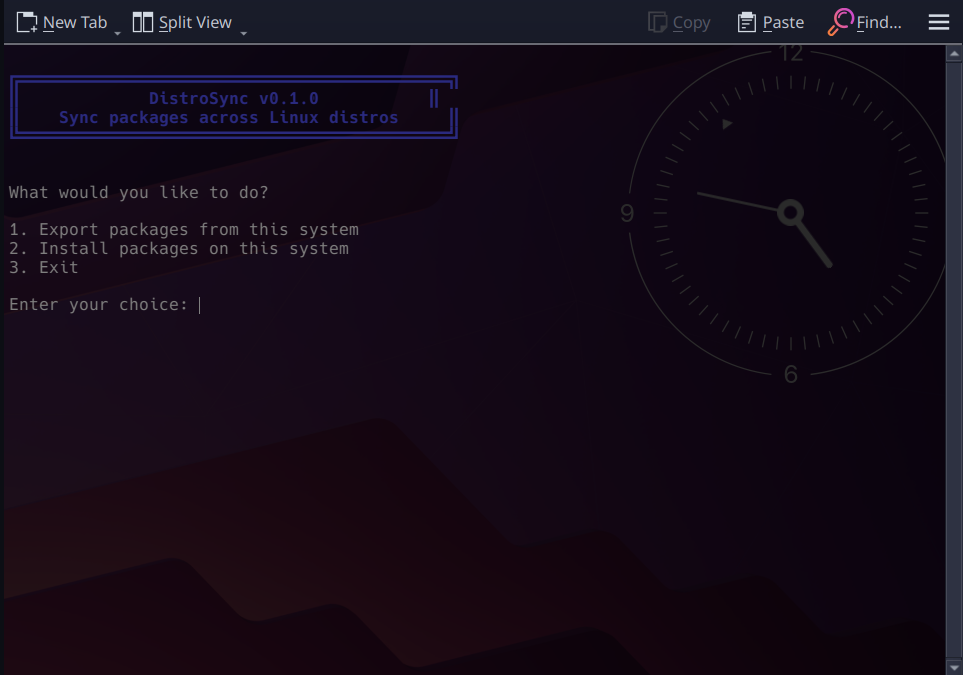 New Tab Split View Copy Paste Find...
12
DistroSync v0.1.0
Sync packages across Linux distros
What would you like to do?
9
1. Export packages from this system
2. Install packages on this system
3. Exit
Enter your choice:
6